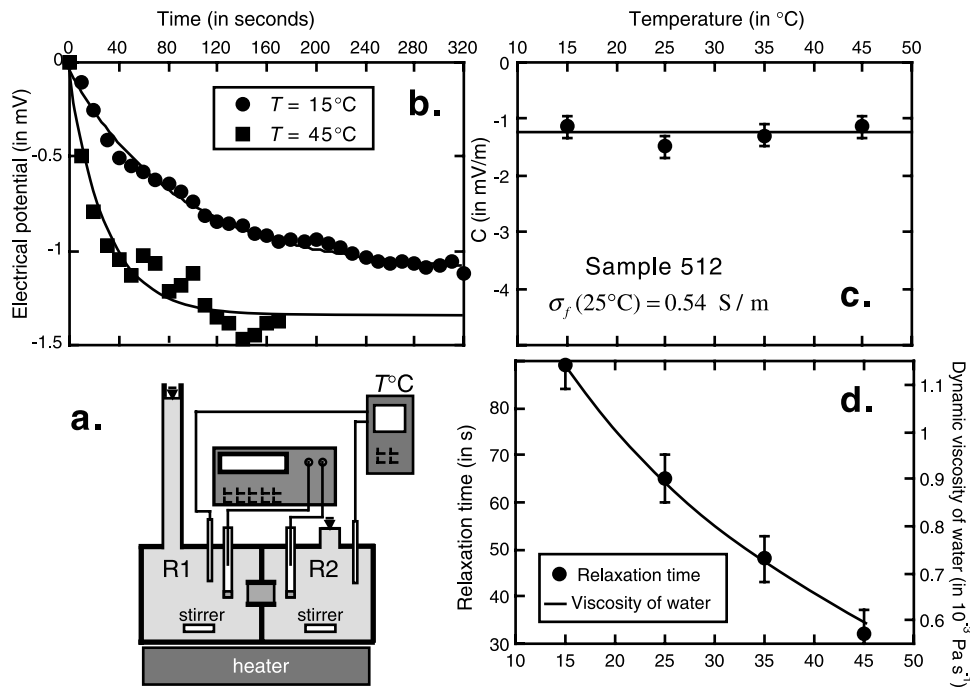 Time (in seconds)
0 40 80 120 160 200 240 280 320
Electrical potential (in mV)
0
-0.5
-1
-1.5
b.
T = 15°C
T = 45°C
Temperature (in °C)
10 15 20 25 30 35 40 45 50
C (in mV/m)
0
-1
-2
-3
-4
Sample 512
σf (25°C) = 0.54 S / m
c.
a.
T°C
R1
R2
stirrer
stirrer
heater
d.
Relaxation time (in s)
80
70
60
50
40
30
10 15 20 25 30 35 40 45 50
Relaxation time
Viscosity of water
1.1
1
0.9
0.8
0.7
0.6
Dynamic viscosity of water (in 10⁻³ Pa s⁻¹)